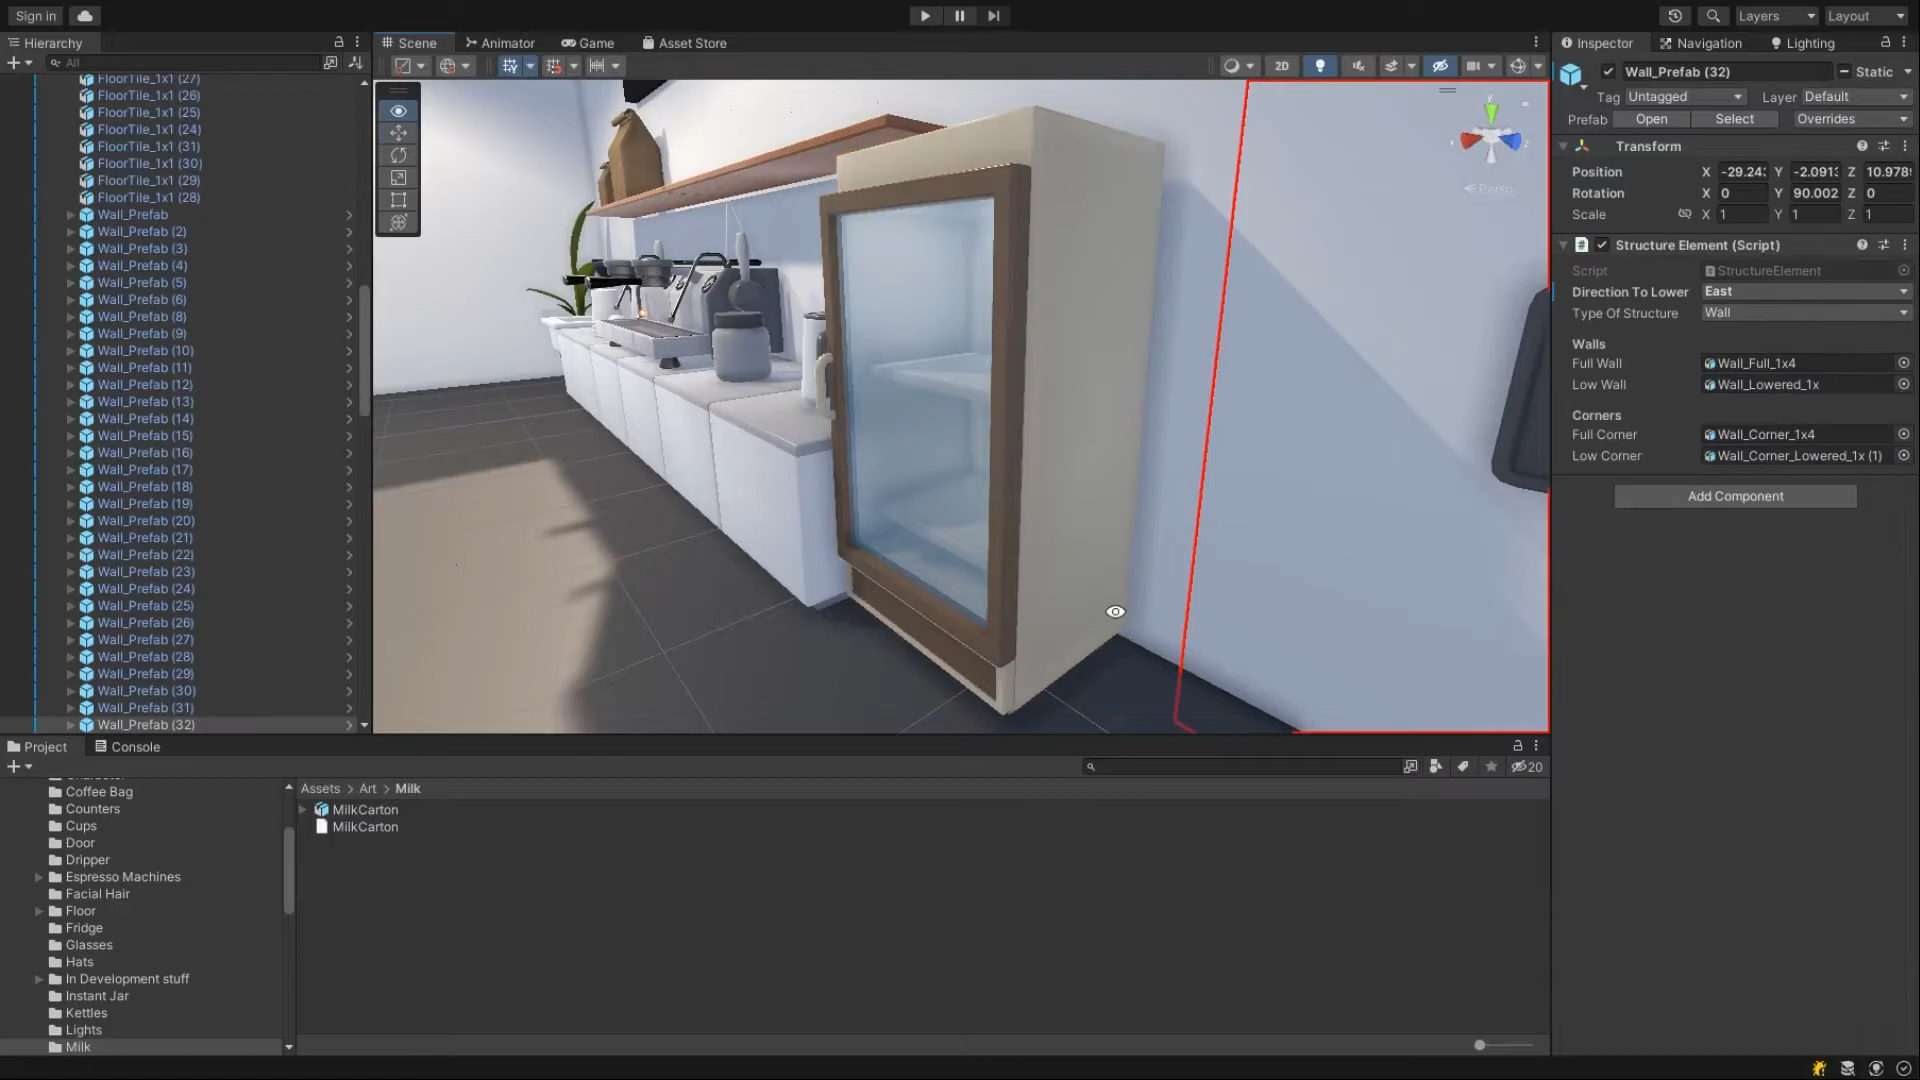 Sign in
Layers
Layout
Hierarchy
All
FloorTile_1x1 (27)
FloorTile_1x1 (26)
FloorTile_1x1 (25)
FloorTile_1x1 (24)
FloorTile_1x1 (31)
FloorTile_1x1 (30)
FloorTile_1x1 (29)
FloorTile_1x1 (28)
Wall_Prefab
Wall_Prefab (2)
Wall_Prefab (3)
Wall_Prefab (4)
Wall_Prefab (5)
Wall_Prefab (6)
Wall_Prefab (8)
Wall_Prefab (9)
Wall_Prefab (10)
Wall_Prefab (11)
Wall_Prefab (12)
Wall_Prefab (13)
Wall_Prefab (14)
Wall_Prefab (15)
Wall_Prefab (16)
Wall_Prefab (17)
Wall_Prefab (18)
Wall_Prefab (19)
Wall_Prefab (20)
Wall_Prefab (21)
Wall_Prefab (22)
Wall_Prefab (23)
Wall_Prefab (24)
Wall_Prefab (25)
Wall_Prefab (26)
Wall_Prefab (27)
Wall_Prefab (28)
Wall_Prefab (29)
Wall_Prefab (30)
Wall_Prefab (31)
Wall_Prefab (32)
Scene Animator Game Asset Store
2D
y
x
z
Persp
Inspector Navigation Lighting
Wall_Prefab (32) Static
Tag Untagged Layer Default
Prefab Open Select Overrides
Transform
Position X -29.24 Y -2.091 Z 10.978
Rotation X 0 Y 90.002 Z 0
Scale X 1 Y 1 Z 1
Structure Element (Script)
Script StructureElement
Direction To Lower East
Type Of Structure Wall
Walls
Full Wall Wall_Full_1x4
Low Wall Wall_Lowered_1x
Corners
Full Corner Wall_Corner_1x4
Low Corner Wall_Corner_Lowered_1x (1)
Add Component
Project Console
20
Coffee Bag
Counters
Cups
Door
Dripper
Espresso Machines
Facial Hair
Floor
Fridge
Glasses
Hats
In Development stuff
Instant Jar
Kettles
Lights
Milk
Assets > Art > Milk
MilkCarton
MilkCarton